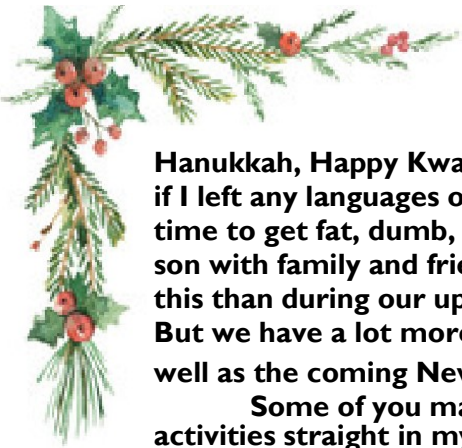 Hanukkah, Happy Kwa
if I left any languages o
time to get fat, dumb,
son with family and frie
this than during our up
But we have a lot more
well as the coming Nev
Some of you ma
activities straight in my